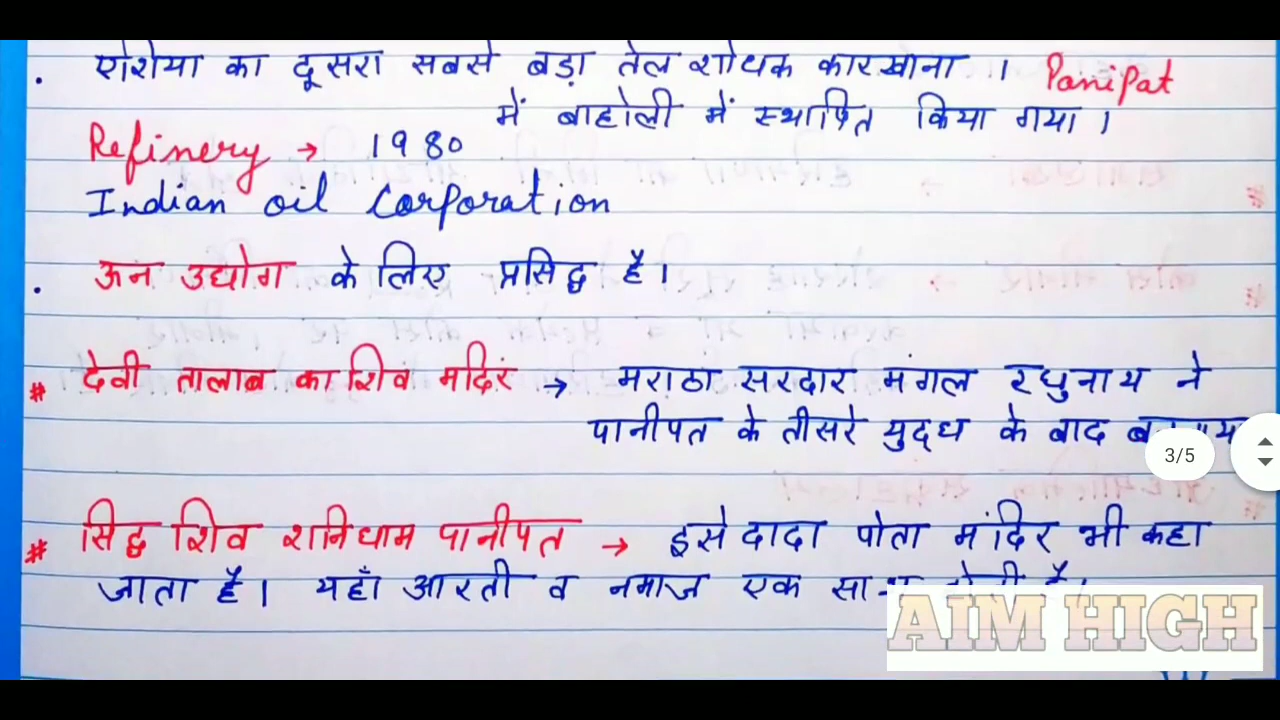 . एशिया का दूसरा सबसे बड़ा तेल शोधक कारखाना । Panipat
में बाहोली में स्थापित किया गया ।
Refinery → 1980
Indian oil Corporation
. ऊन उद्योग के लिए प्रसिद्ध है।
# देवी तालाब का शिव मंदिर → मराठा सरदार मंगल रघुनाथ ने
पानीपत के तीसरे युद्ध के बाद
3/5
# सिद्ध शिव शनिधाम पानीपत → इसे दादा पोता मंदिर भी कहा
जाता है। यहाँ आरती व नमाज एक
AIM HIGH